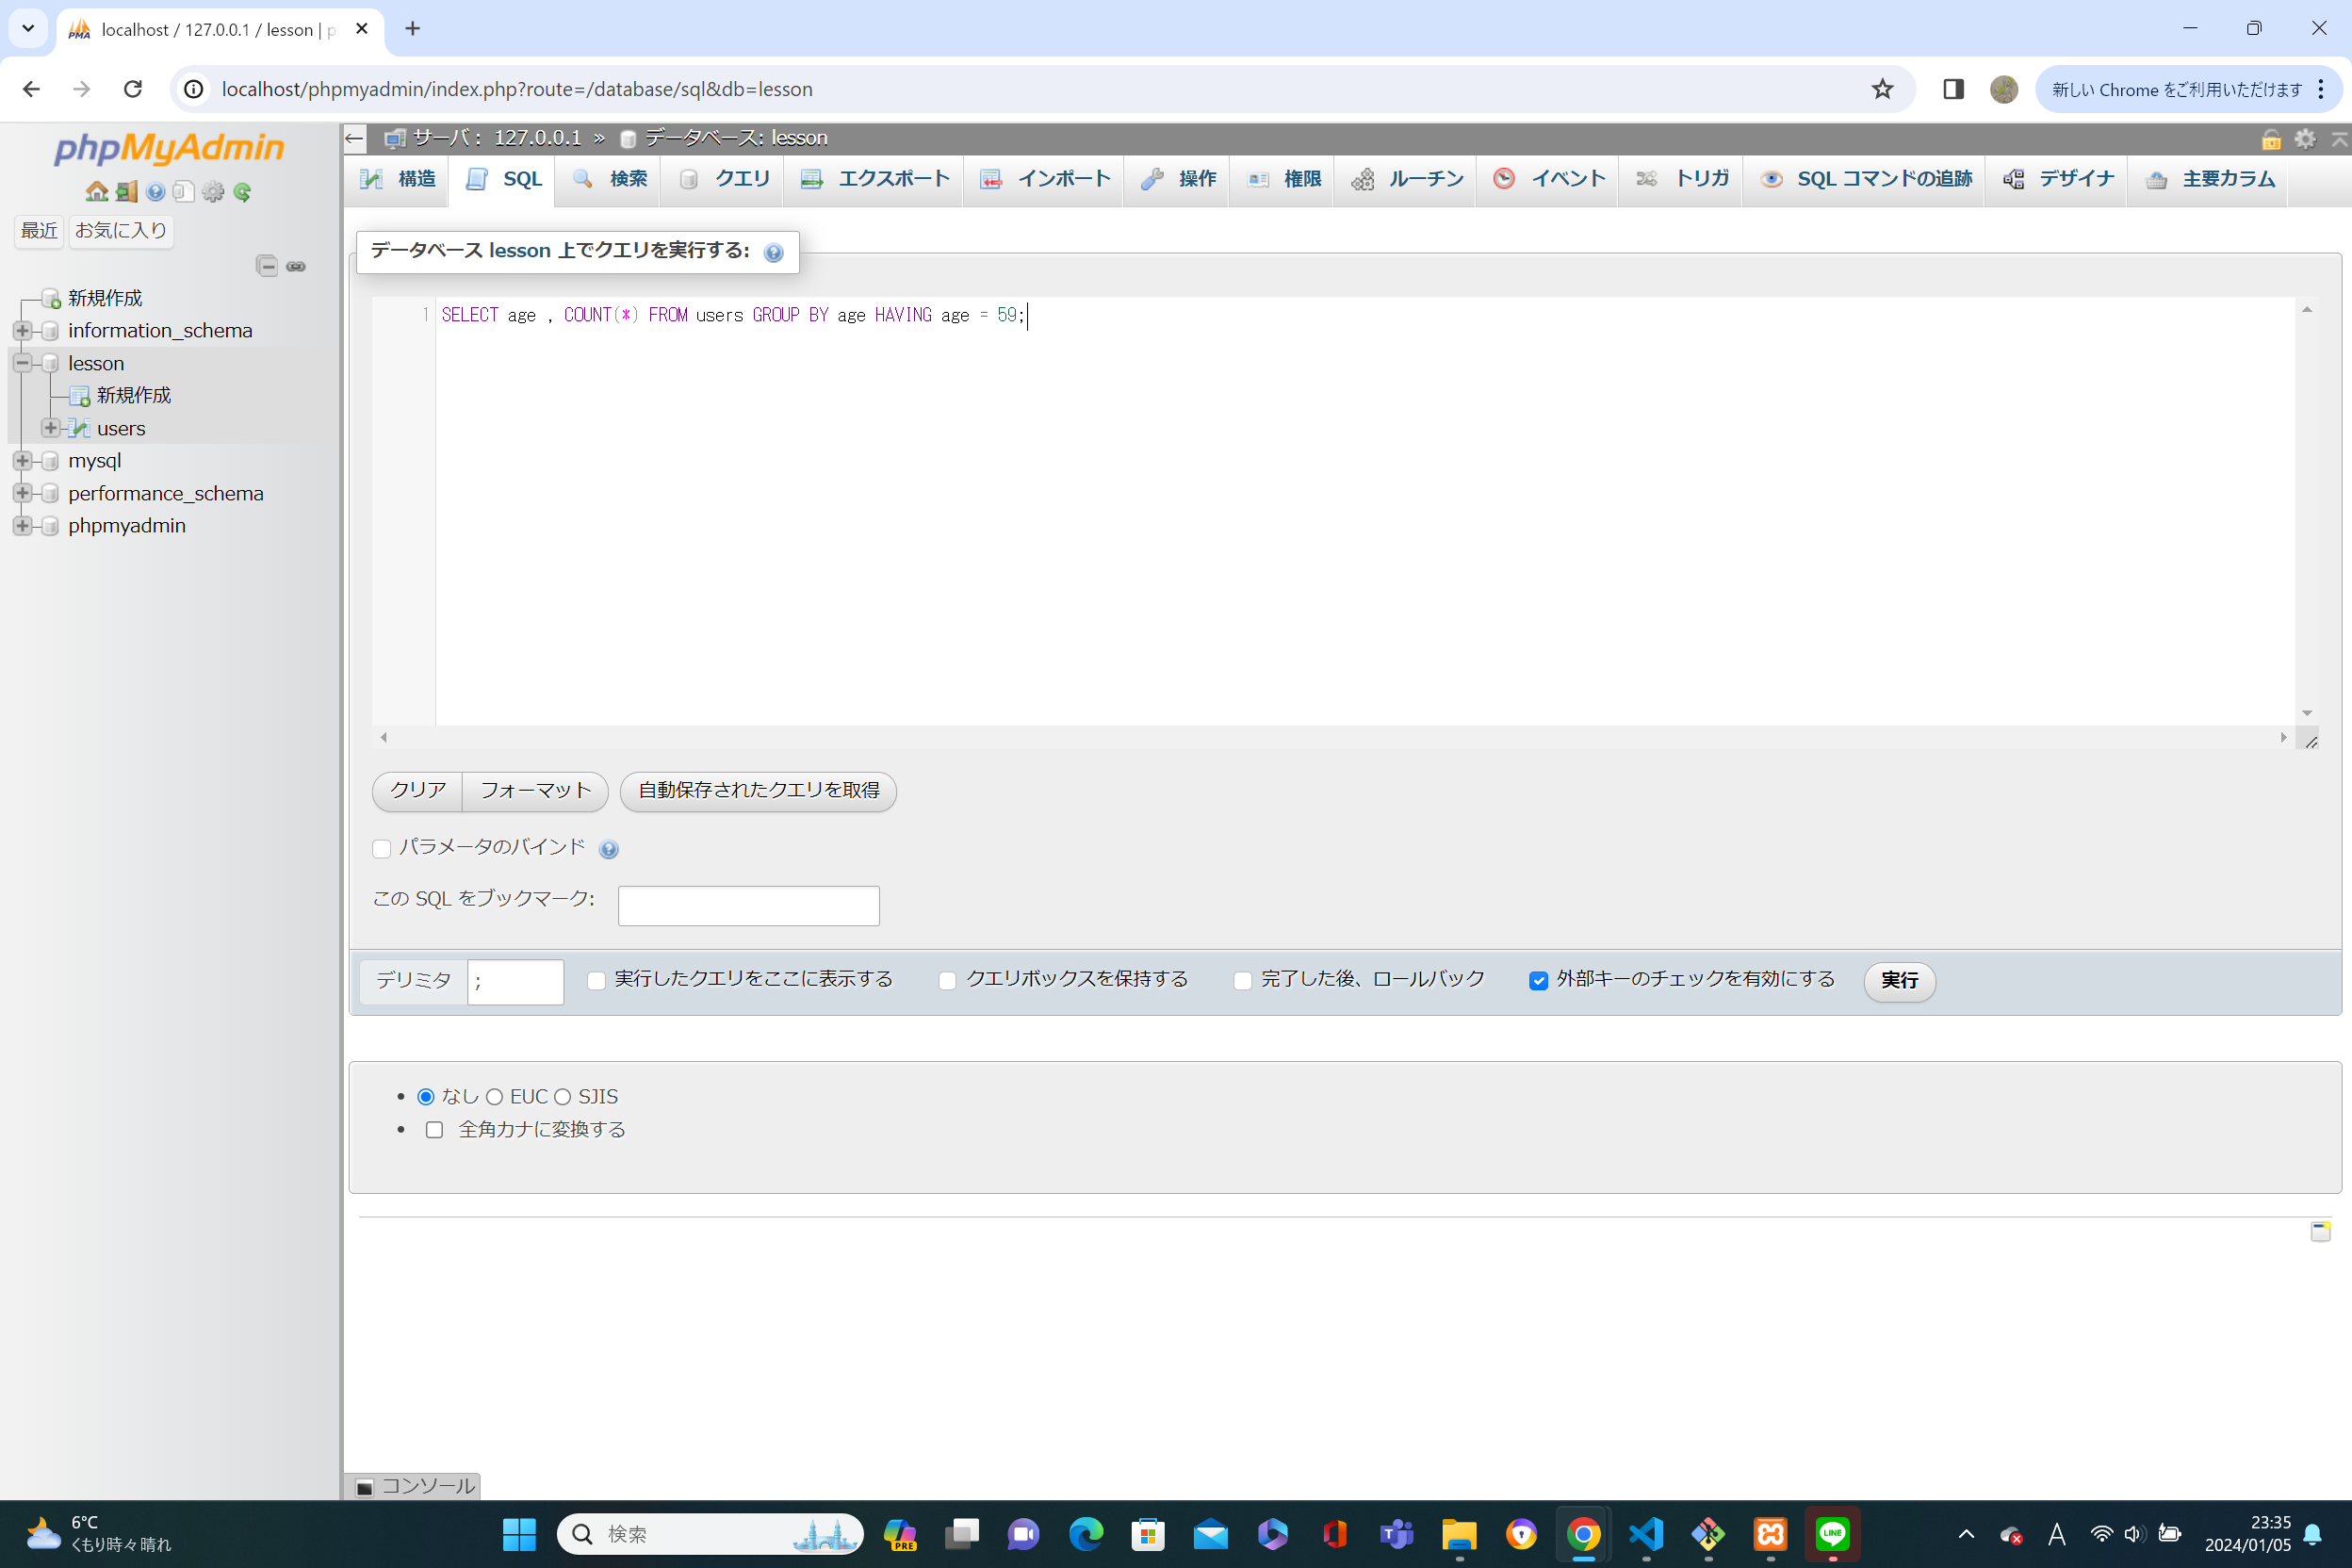 localhost / 127.0.0.1 / lesson | p
localhost/phpmyadmin/index.php?route=/database/sql&db=lesson
新しい Chrome をご利用いただけます
phpMyAdmin
最近 お気に入り
新規作成
information_schema
lesson
新規作成
users
mysql
performance_schema
phpmyadmin
サーバ: 127.0.0.1 » データベース: lesson
構造 SQL 検索 クエリ エクスポート インポート 操作 権限 ルーチン イベント トリガ SQL コマンドの追跡 デザイナ 主要カラム
データベース lesson 上でクエリを実行する:
1 SELECT age , COUNT(*) FROM users GROUP BY age HAVING age = 59;
クリア フォーマット 自動保存されたクエリを取得
パラメータのバインド
この SQL をブックマーク:
デリミタ ; 実行したクエリをここに表示する クエリボックスを保持する 完了した後、ロールバック 外部キーのチェックを有効にする 実行
なし EUC SJIS
全角カナに変換する
コンソール
6°C
くもり時々晴れ
検索
PRE
LINE
A
23:35
2024/01/05